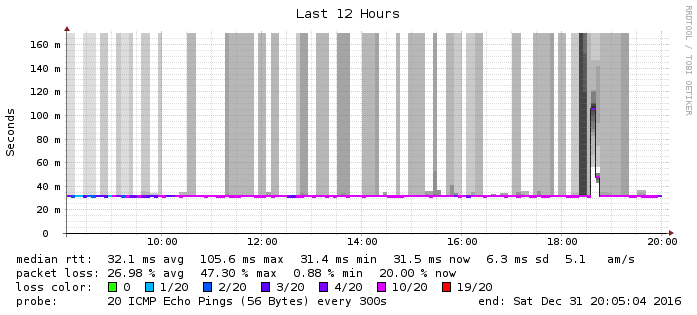 Last 12 Hours
RRDTOOL / TOBI OETIKER
Seconds
160 m
140 m
120 m
100 m
80 m
60 m
40 m
20 m
0
10:00 12:00 14:00 16:00 18:00 20:00
median rtt: 32.1 ms avg 105.6 ms max 31.4 ms min 31.5 ms now 6.3 ms sd 5.1 am/s
packet loss: 26.98 % avg 47.30 % max 0.88 % min 20.00 % now
loss color: 0 1/20 2/20 3/20 4/20 10/20 19/20
probe: 20 ICMP Echo Pings (56 Bytes) every 300s end: Sat Dec 31 20:05:04 2016